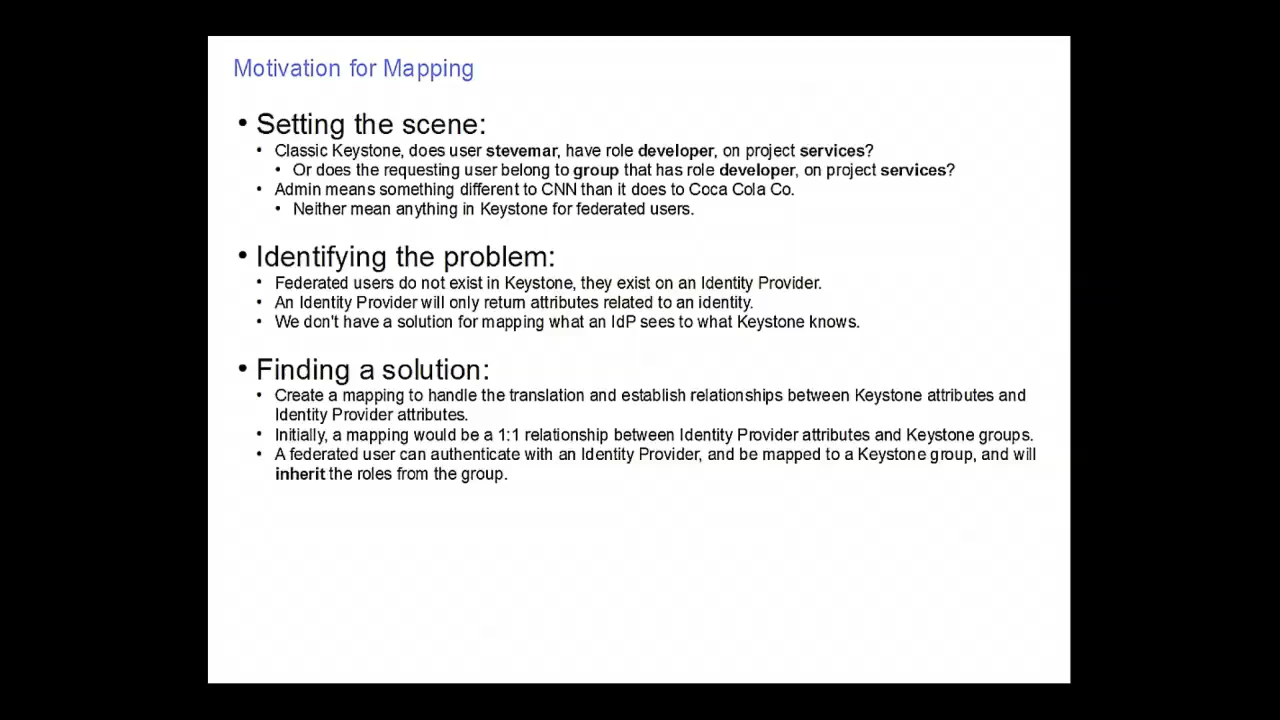 Motivation for Mapping
• Setting the scene:
• Classic Keystone, does user stevemar, have role developer, on project services?
• Or does the requesting user belong to group that has role developer, on project services?
• Admin means something different to CNN than it does to Coca Cola Co.
• Neither mean anything in Keystone for federated users.
• Identifying the problem:
• Federated users do not exist in Keystone, they exist on an Identity Provider.
• An Identity Provider will only return attributes related to an identity.
• We don't have a solution for mapping what an IdP sees to what Keystone knows.
• Finding a solution:
• Create a mapping to handle the translation and establish relationships between Keystone attributes and
Identity Provider attributes.
• Initially, a mapping would be a 1:1 relationship between Identity Provider attributes and Keystone groups.
• A federated user can authenticate with an Identity Provider, and be mapped to a Keystone group, and will
inherit the roles from the group.